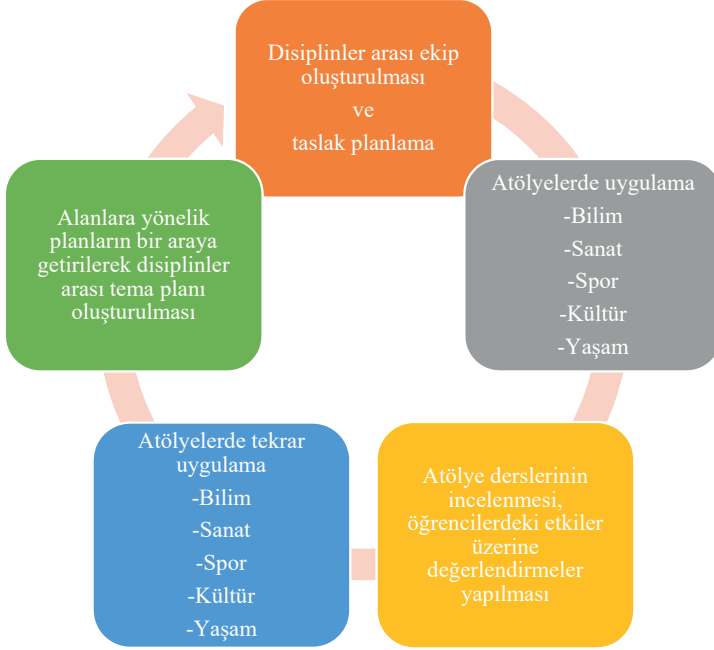 Disiplinler arası ekip
oluşturulması
ve
taslak planlama
Atölyelerde uygulama
-Bilim
-Sanat
-Spor
-Kültür
-Yaşam
Atölye derslerinin
incelenmesi,
öğrencilerdeki etkiler
üzerine
değerlendirmeler
yapılması
Atölyelerde tekrar
uygulama
-Bilim
-Sanat
-Spor
-Kültür
-Yaşam
Alanlara yönelik
planların bir araya
getirilerek disiplinler
arası tema planı
oluşturulması